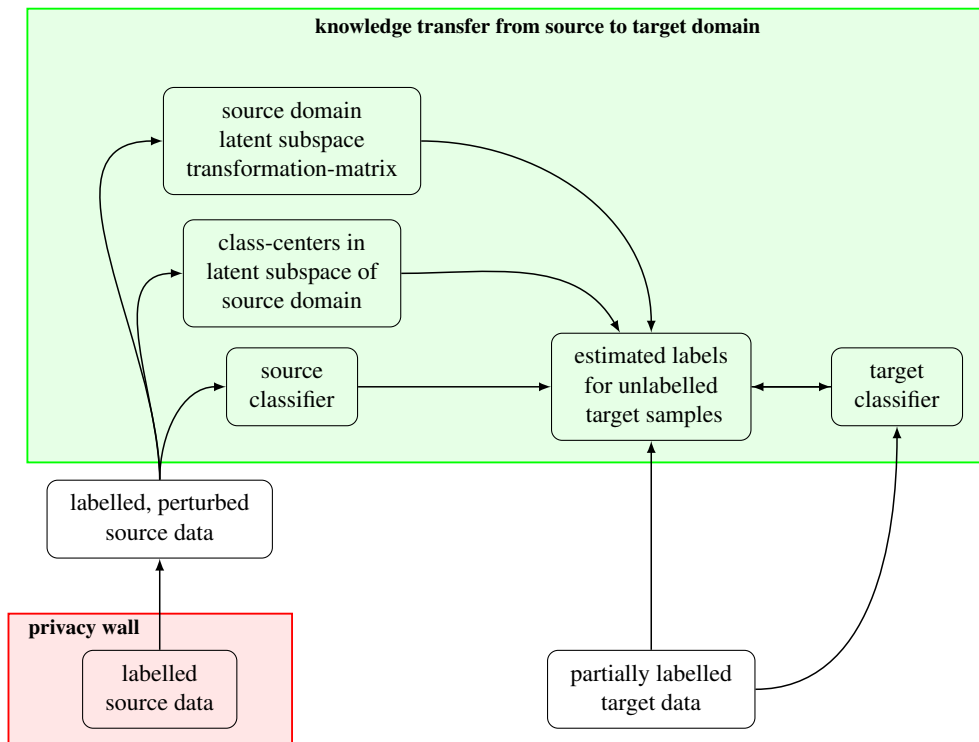 knowledge transfer from source to target domain
source domain
latent subspace
transformation-matrix
class-centers in
latent subspace of
source domain
source
classifier
estimated labels
for unlabelled
target samples
target
classifier
labelled, perturbed
source data
privacy wall
labelled
source data
partially labelled
target data